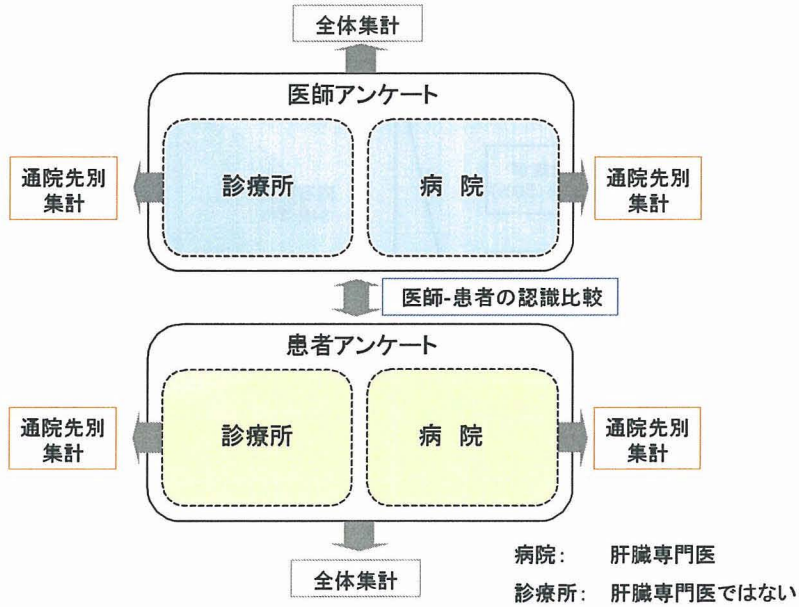 全体集計
医師アンケート
通院先別
集計
診療所
病 院
通院先別
集計
医師-患者の認識比較
患者アンケート
通院先別
集計
診療所
病 院
通院先別
集計
全体集計
病院： 肝臓専門医
診療所： 肝臓専門医ではない